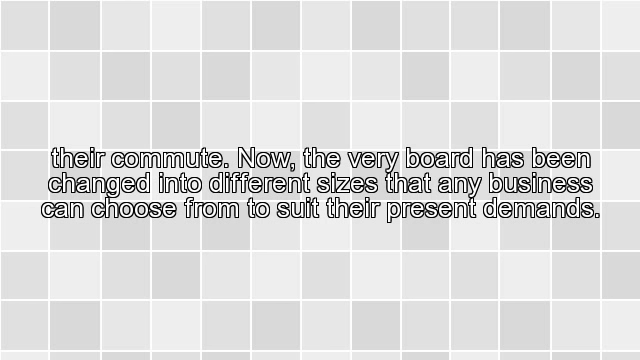 their commute. Now, the very board has been
changed into different sizes that any business
can choose from to suit their present demands.